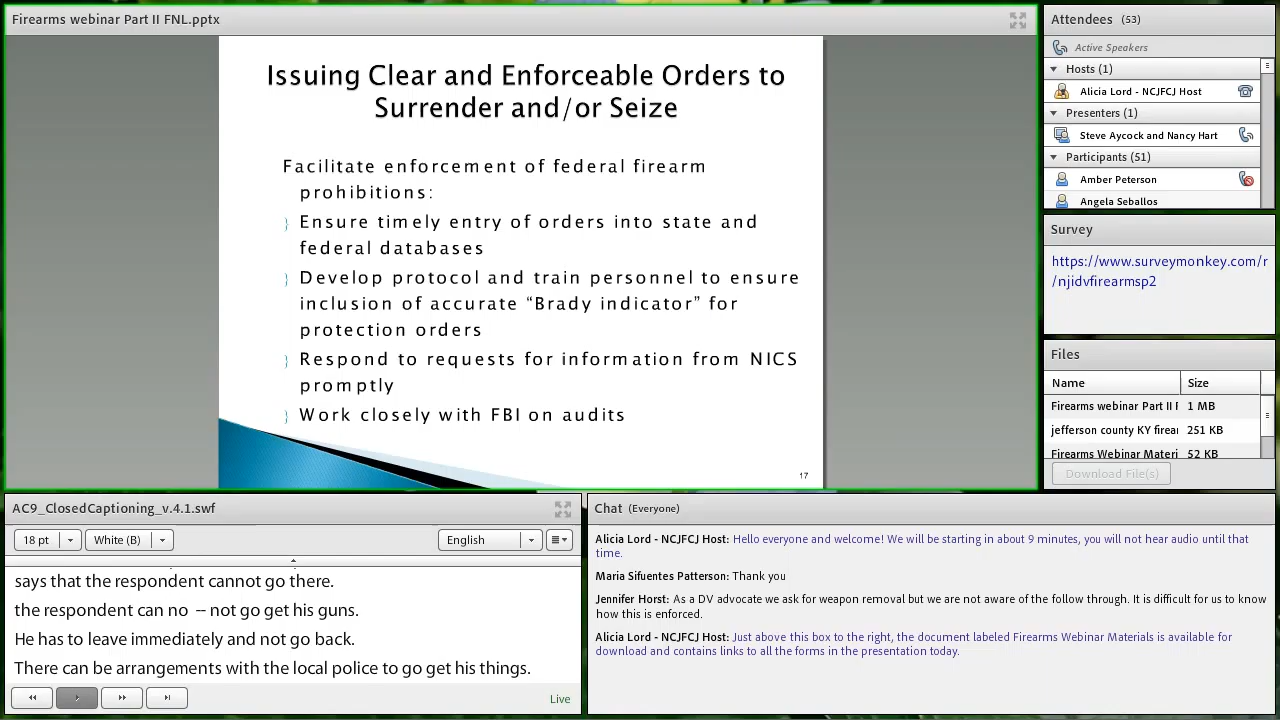 Firearms webinar Part II FNL.pptx
Issuing Clear and Enforceable Orders to
Surrender and/or Seize
Facilitate enforcement of federal firearm
prohibitions:
} Ensure timely entry of orders into state and
federal databases
} Develop protocol and train personnel to ensure
inclusion of accurate “Brady indicator” for
protection orders
} Respond to requests for information from NICS
promptly
} Work closely with FBI on audits
17
Attendees (53)
Active Speakers
Hosts (1)
Alicia Lord - NCJFCJ Host
Presenters (1)
Steve Aycock and Nancy Hart
Participants (51)
Amber Peterson
Angela Seballos
Survey
https://www.surveymonkey.com/r
/njidvfirearmsp2
Files
Name Size
Firearms webinar Part II F 1 MB
jefferson county KY firear 251 KB
Firearms Webinar Materi 52 KB
Download File(s)
AC9_ClosedCaptioning_v.4.1.swf
18 pt White (B) English
says that the respondent cannot go there.
the respondent can no -- not go get his guns.
He has to leave immediately and not go back.
There can be arrangements with the local police to go get his things.
Live
Chat (Everyone)
Alicia Lord - NCJFCJ Host: Hello everyone and welcome! We will be starting in about 9 minutes, you will not hear audio until that
time.
Maria Sifuentes Patterson: Thank you
Jennifer Horst: As a DV advocate we ask for weapon removal but we are not aware of the follow through. It is difficult for us to know
how this is enforced.
Alicia Lord - NCJFCJ Host: Just above this box to the right, the document labeled Firearms Webinar Materials is available for
download and contains links to all the forms in the presentation today.